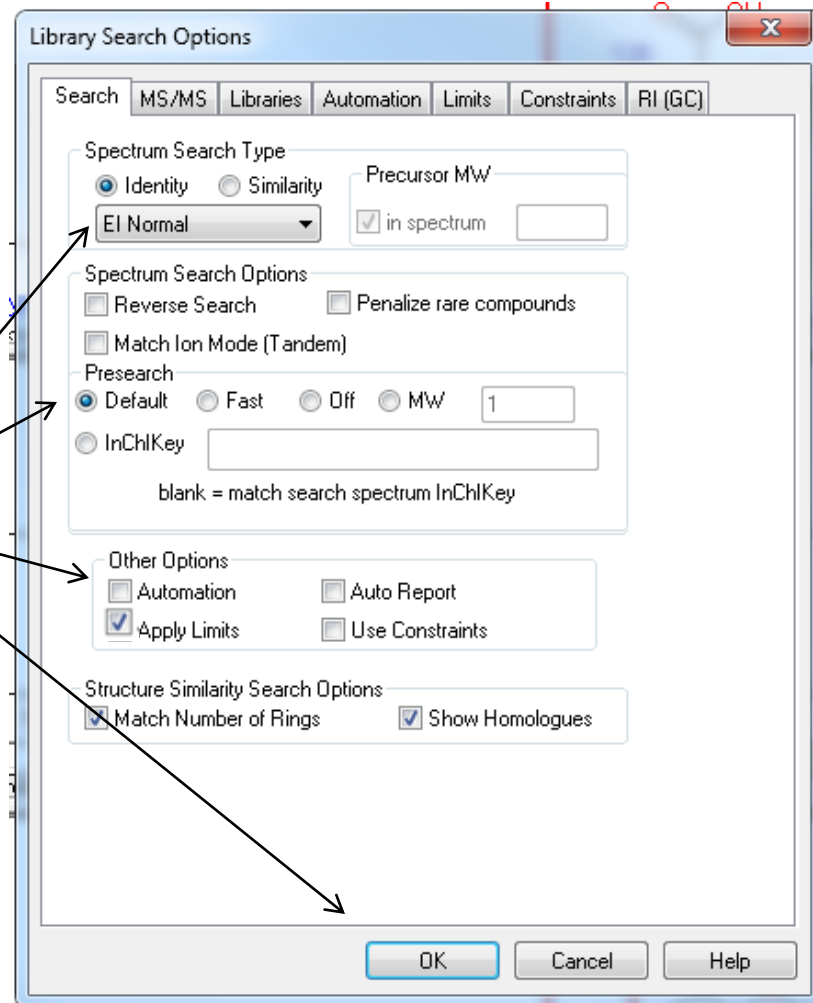 Library Search Options
Search MS/MS Libraries Automation Limits Constraints RI (GC)
Spectrum Search Type
Identity Similarity
Precursor MW
EI Normal
in spectrum
Spectrum Search Options
Reverse Search Penalize rare compounds
Match Ion Mode (Tandem)
Presearch
Default Fast Off MW 1
InChIKey
blank = match search spectrum InChIKey
Other Options
Automation Auto Report
Apply Limits Use Constraints
Structure Similarity Search Options
Match Number of Rings Show Homologues
OK Cancel Help